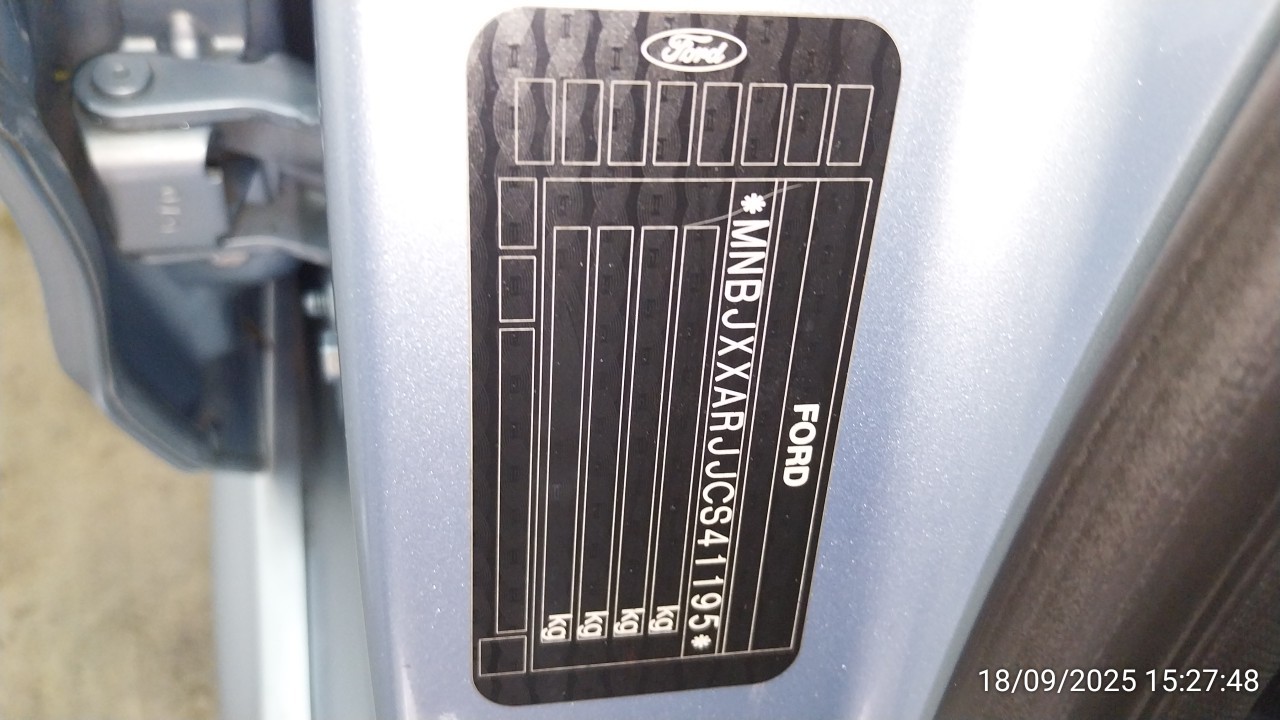 Ford
FORD
*MNBJXXARJJCS41195*
kg
kg
kg
kg
18/09/2025 15:27:48